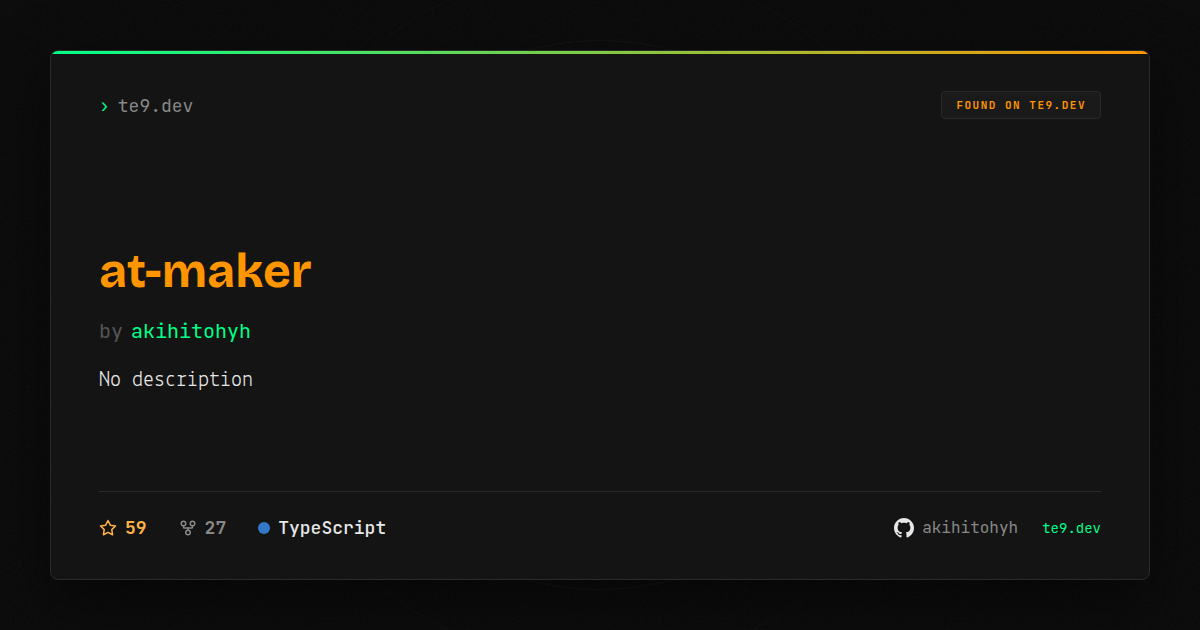 › te9.dev
FOUND ON TE9.DEV
at-maker
by akihitohyh
No description
59 27 TypeScript
akihitohyh te9.dev